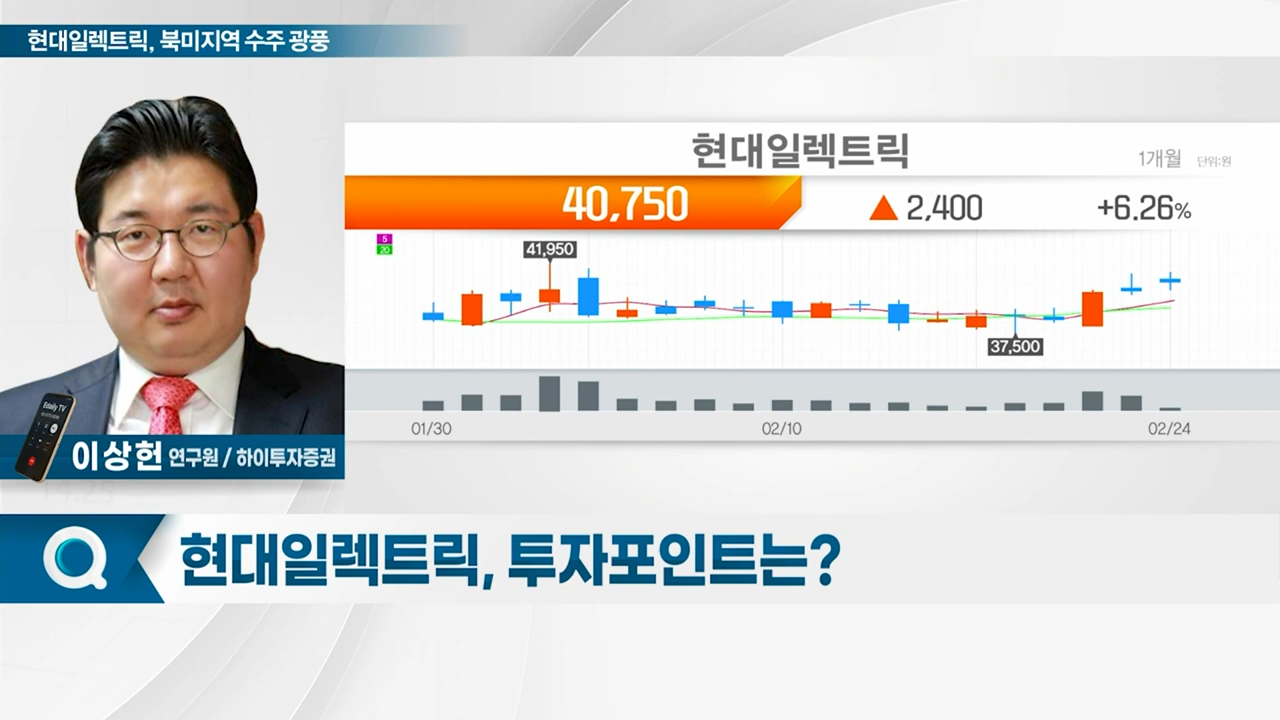 현대일렉트릭, 북미지역 수주 광풍
현대일렉트릭
1개월 단위:원
40,750 ▲ 2,400 +6.26%
5
20
41,950
37,500
01/30 02/10 02/24
Edaily TV
이상헌 연구원 / 하이투자증권
Q
현대일렉트릭, 투자포인트는?